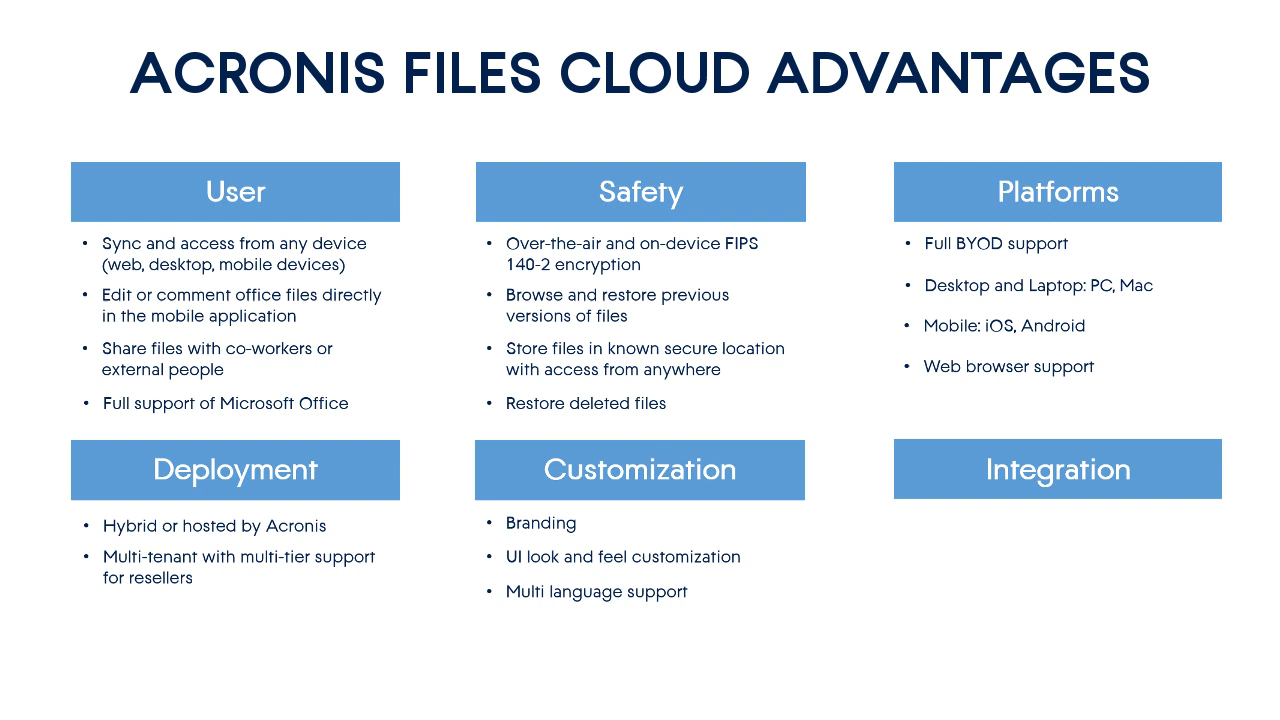 ACRONIS FILES CLOUD ADVANTAGES
User
• Sync and access from any device
(web, desktop, mobile devices)
• Edit or comment office files directly
in the mobile application
• Share files with co-workers or
external people
• Full support of Microsoft Office
Safety
• Over-the-air and on-device FIPS
140-2 encryption
• Browse and restore previous
versions of files
• Store files in known secure location
with access from anywhere
• Restore deleted files
Platforms
• Full BYOD support
• Desktop and Laptop: PC, Mac
• Mobile: iOS, Android
• Web browser support
Deployment
• Hybrid or hosted by Acronis
• Multi-tenant with multi-tier support
for resellers
Customization
• Branding
• UI look and feel customization
• Multi language support
Integration